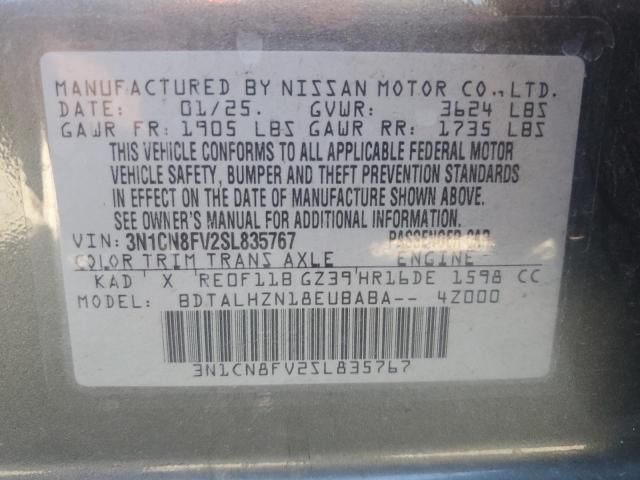 MANUFACTURED BY NISSAN MOTOR CO., LTD.
DATE: 01/25. GVWR: 3624 LBS
GAWR FR: 1905 LBS GAWR RR: 1735 LBS
THIS VEHICLE CONFORMS TO ALL APPLICABLE FEDERAL MOTOR
VEHICLE SAFETY, BUMPER AND THEFT PREVENTION STANDARDS
IN EFFECT ON THE DATE OF MANUFACTURE SHOWN ABOVE.
SEE OWNER'S MANUAL FOR ADDITIONAL INFORMATION.
VIN: 3N1CN8FV2SL835767 PASSENGER CAR
COLOR TRIM TRANS AXLE ENGINE
KAD X RE0F11B GZ39 HR16DE 1598 CC
BDTALHZN18EUBABA-- 4Z000
3N1CN8FV2SL835767